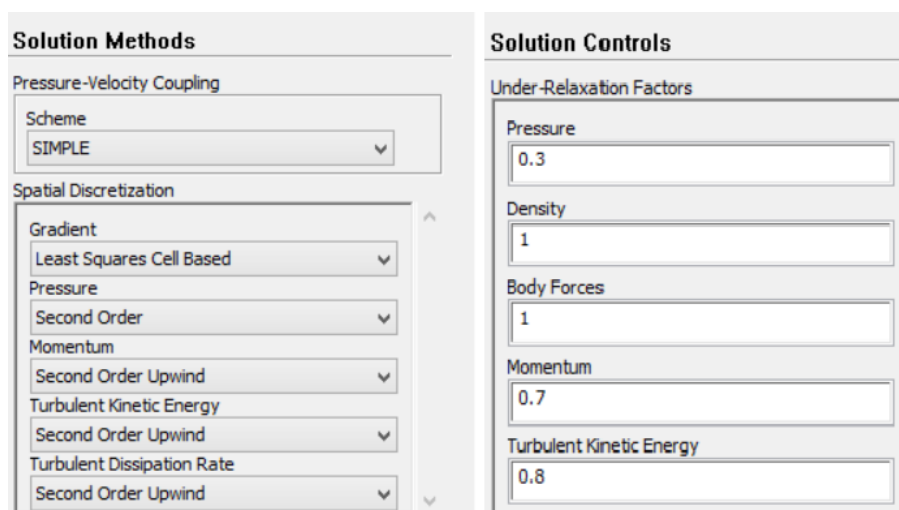 Solution Methods
Pressure-Velocity Coupling
Scheme
SIMPLE
Spatial Discretization
Gradient
Least Squares Cell Based
Pressure
Second Order
Momentum
Second Order Upwind
Turbulent Kinetic Energy
Second Order Upwind
Turbulent Dissipation Rate
Second Order Upwind
Solution Controls
Under-Relaxation Factors
Pressure
0.3
Density
1
Body Forces
1
Momentum
0.7
Turbulent Kinetic Energy
0.8